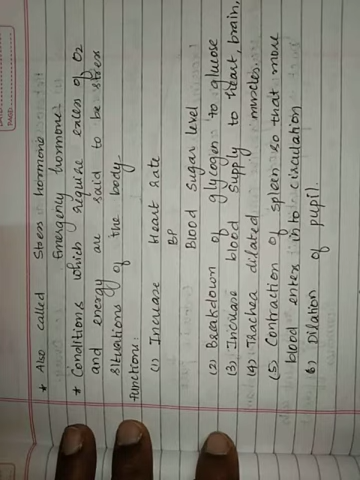 * Also called Stress hormone
Emergency hormone
* Conditions which require excess of O2
and energy are said to be stress
situations of the body.
Functions:
(1) Increase Heart Rate
BP
Blood Sugar level
(2) Breakdown of glycogen to glucose
(3) Increase blood supply to Heart, brain,
muscles.
(4) Trachea dilated
(5) Contraction of spleen so that more
blood enter into circulation
(6) Dilation of pupil.